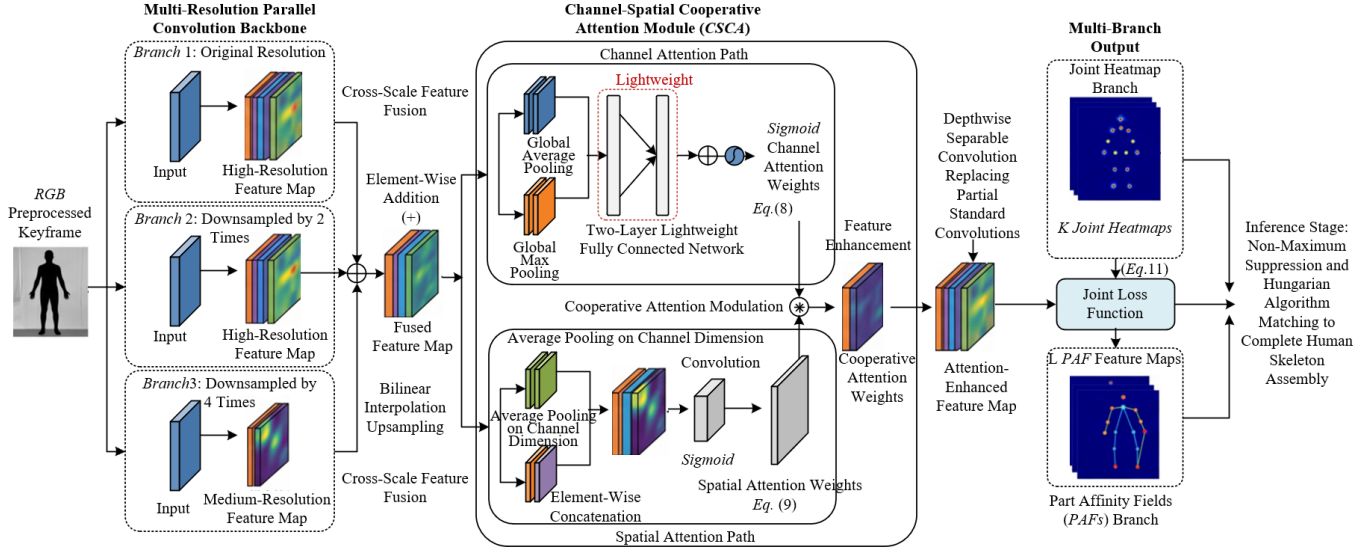 Multi-Resolution Parallel
Convolution Backbone
Branch 1: Original Resolution
Input
High-Resolution
Feature Map
RGB
Preprocessed
Keyframe
Branch 2: Downsampled by 2
Times
Input
High-Resolution
Feature Map
Branch3: Downsampled by
4 Times
Input
Medium-Resolution
Feature Map
Cross-Scale Feature
Fusion
Element-Wise
Addition
(+)
Fused
Feature Map
Bilinear
Interpolation
Upsampling
Cross-Scale Feature
Fusion
Channel-Spatial Cooperative
Attention Module (CSCA)
Channel Attention Path
Lightweight
Global
Average
Pooling
Global
Max
Pooling
Two-Layer Lightweight
Fully Connected Network
Sigmoid
Channel
Attention
Weights
Eq.(8)
Cooperative Attention Modulation
Average Pooling on Channel Dimension
Average Pooling
on Channel
Dimension
Element-Wise
Concatenation
Convolution
Sigmoid
Spatial Attention Weights
Eq. (9)
Spatial Attention Path
Feature
Enhancement
Cooperative
Attention
Weights
Depthwise
Separable
Convolution
Replacing
Partial
Standard
Convolutions
Attention-
Enhanced
Feature Map
Multi-Branch
Output
Joint Heatmap
Branch
K Joint Heatmaps
(Eq.11)
Joint Loss
Function
L PAF Feature Maps
Part Affinity Fields
(PAFs) Branch
Inference Stage:
Non-Maximum
Suppression and
Hungarian
Algorithm
Matching to
Complete Human
Skeleton
Assembly